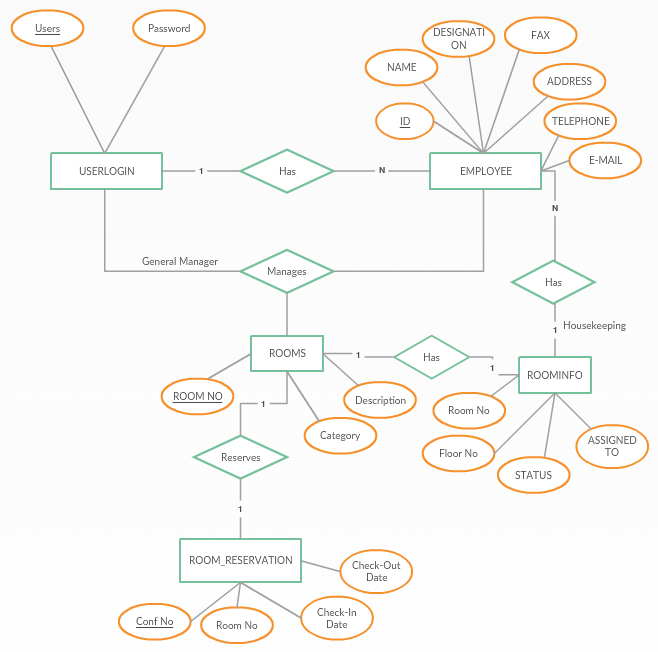 Users
Password
DESIGNATI
ON
FAX
NAME
ADDRESS
ID
TELEPHONE
E-MAIL
USERLOGIN
1
Has
N
EMPLOYEE
N
General Manager
Manages
Has
1
Housekeeping
ROOMS
1
Has
1
ROOMINFO
ROOM NO
Description
Room No
1
Category
ASSIGNED
TO
Floor No
Reserves
STATUS
1
ROOM_RESERVATION
Check-Out
Date
Conf No
Room No
Check-In
Date